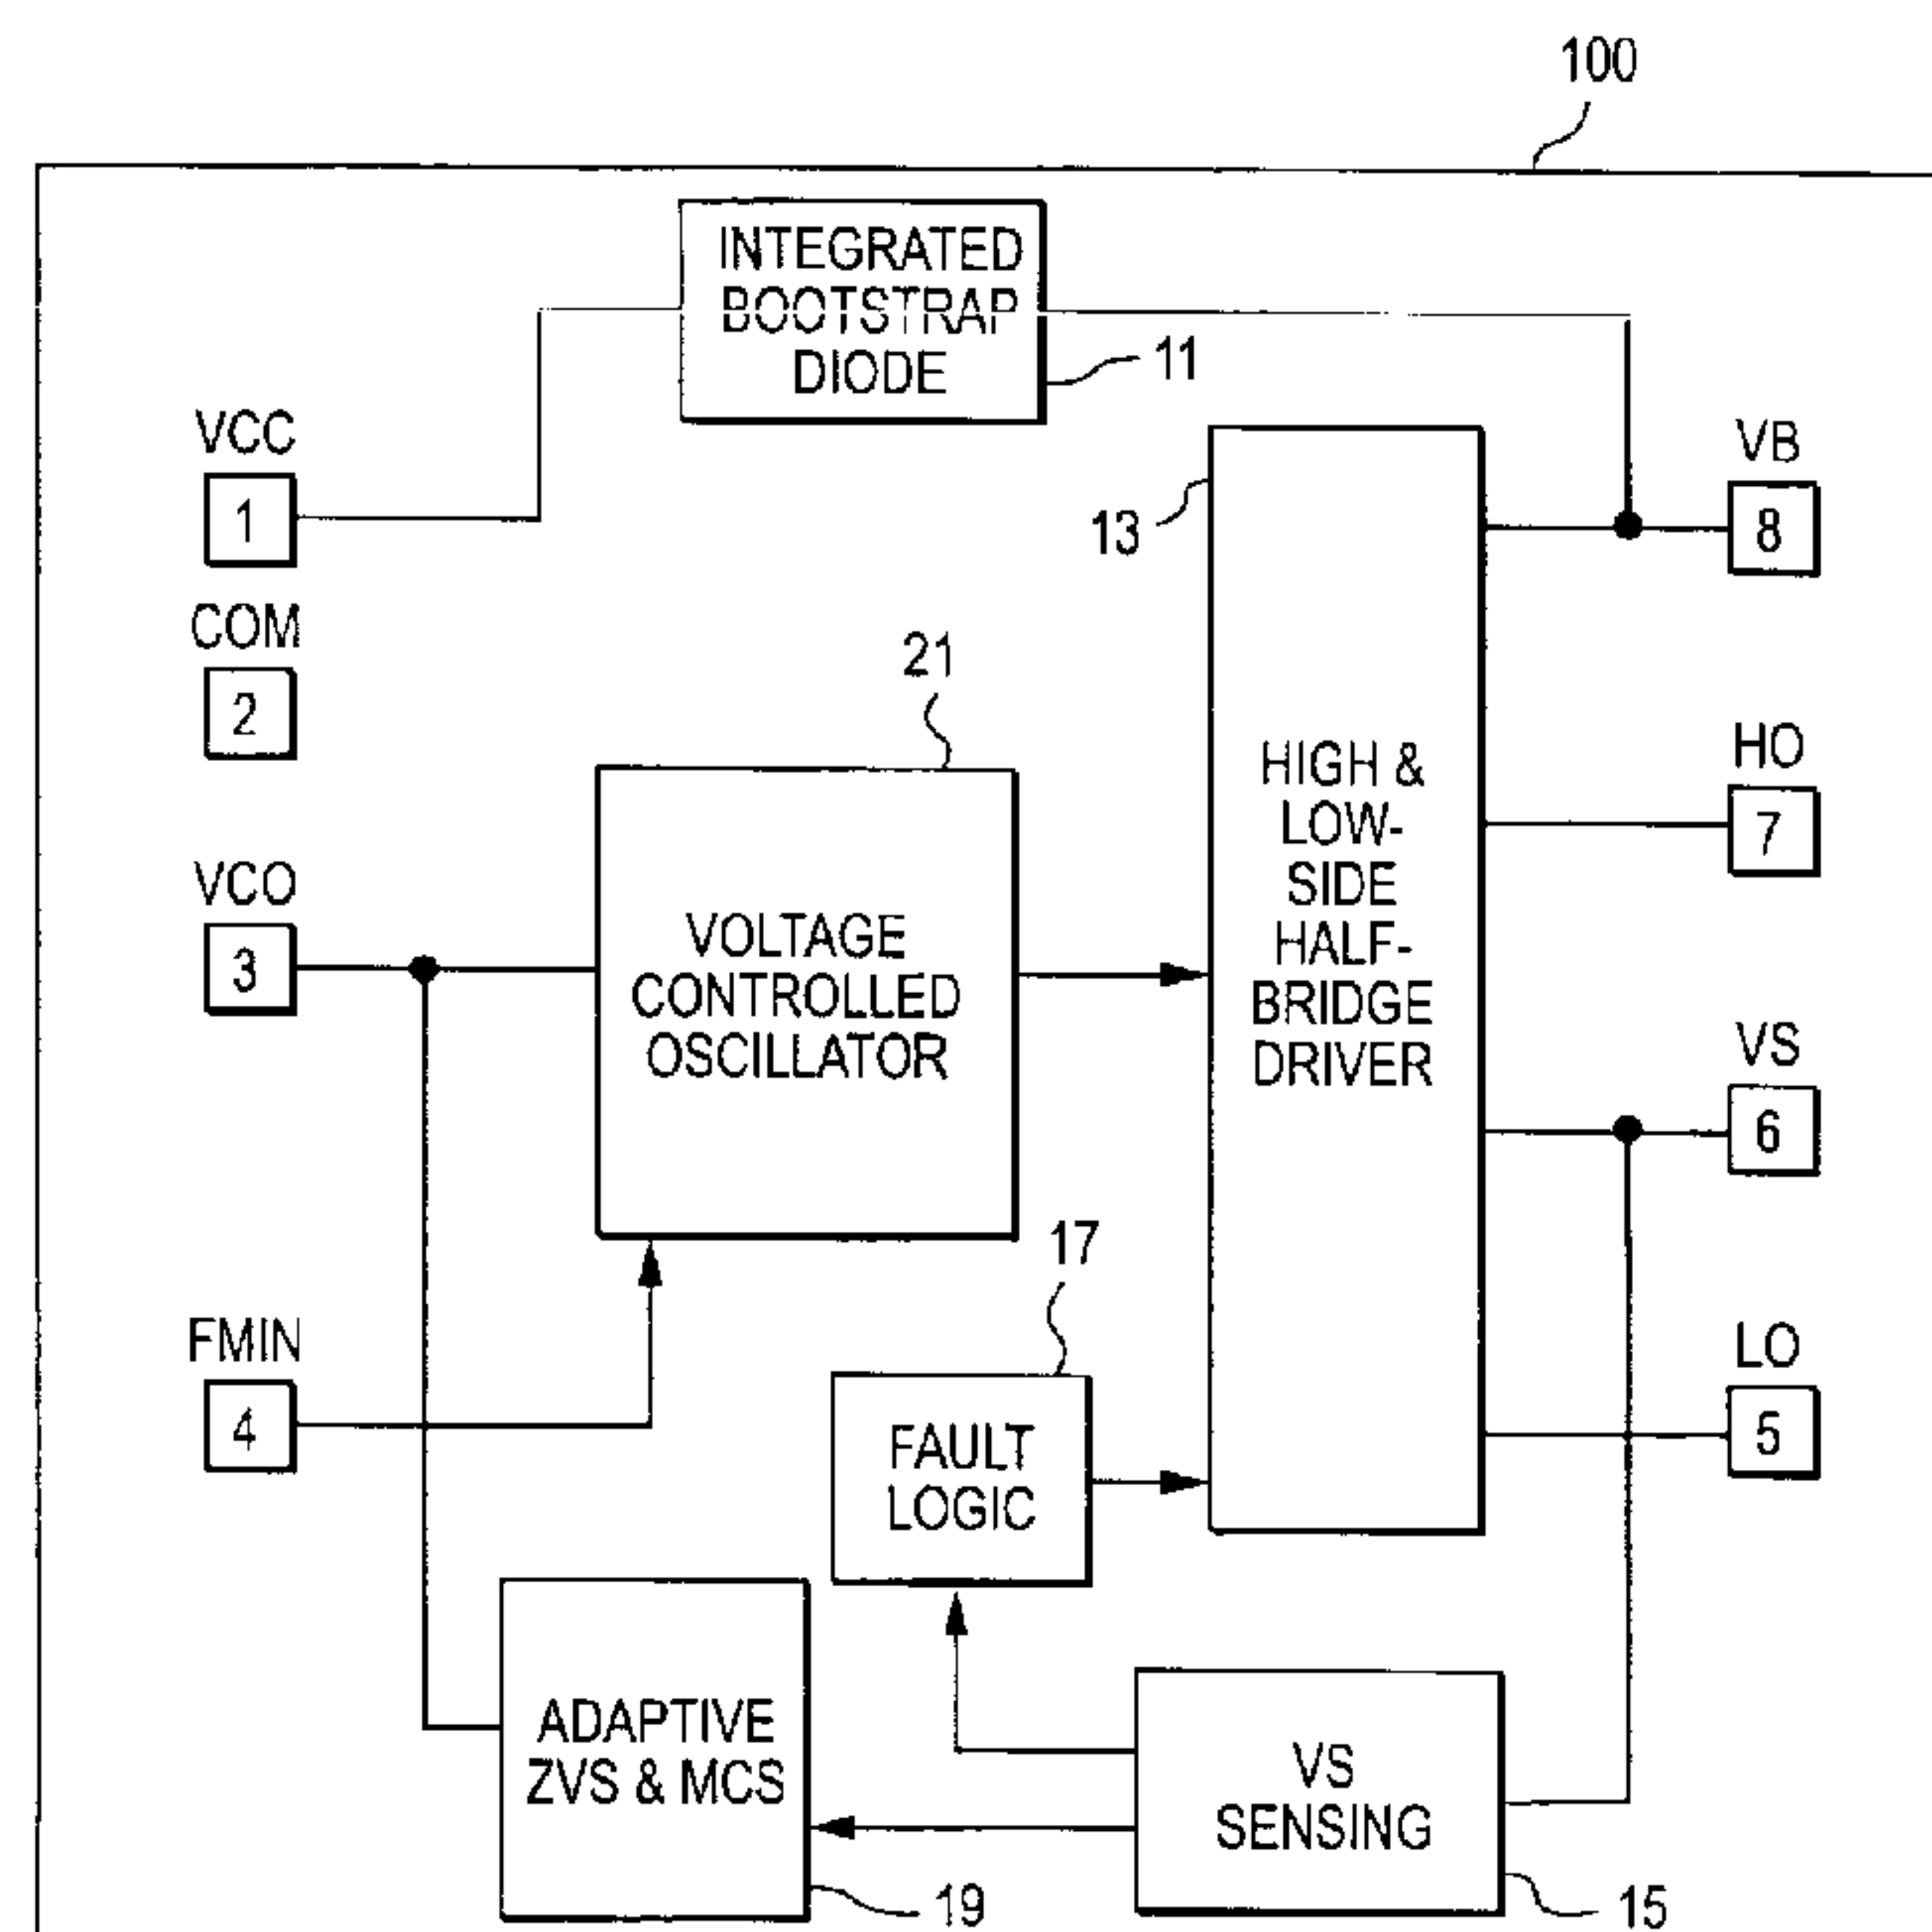 100
INTEGRATED
BOOTSTRAP
DIODE
11
VCC
1
VB
8
13
COM
2
21
HIGH &
LOW-
SIDE
HALF-
BRIDGE
DRIVER
HO
7
VCO
3
VOLTAGE
CONTROLLED
OSCILLATOR
VS
6
17
FMIN
4
LO
5
FAULT
LOGIC
ADAPTIVE
ZVS & MCS
VS
SENSING
19
15